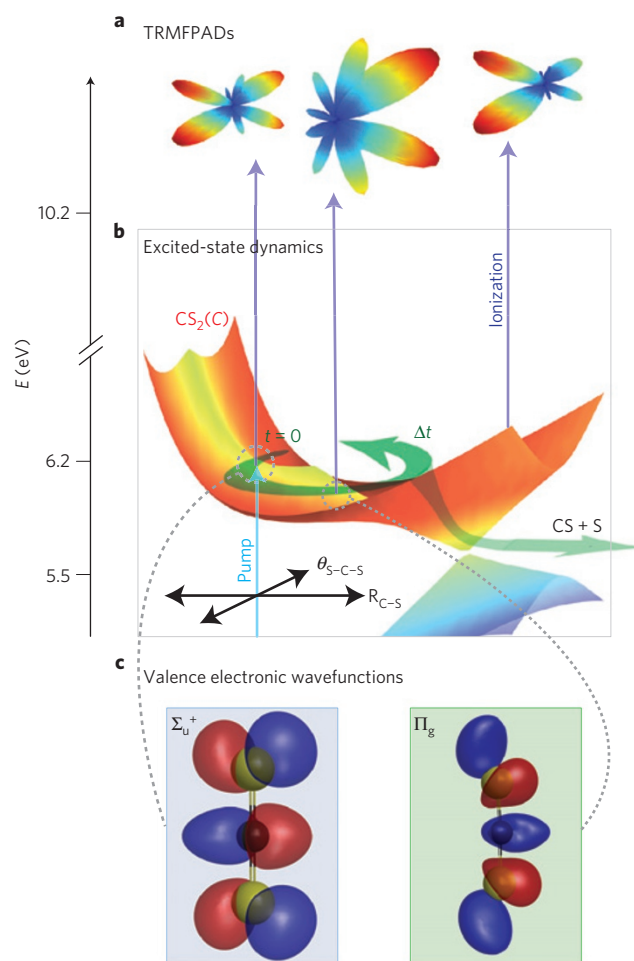 a
TRMFPADs
10.2
b
Excited-state dynamics
Ionization
CS₂(C)
E (eV)
t = 0
Δt
6.2
CS + S
θS–C–S
5.5
Pump
RC–S
c
Valence electronic wavefunctions
Σu⁺
Πg